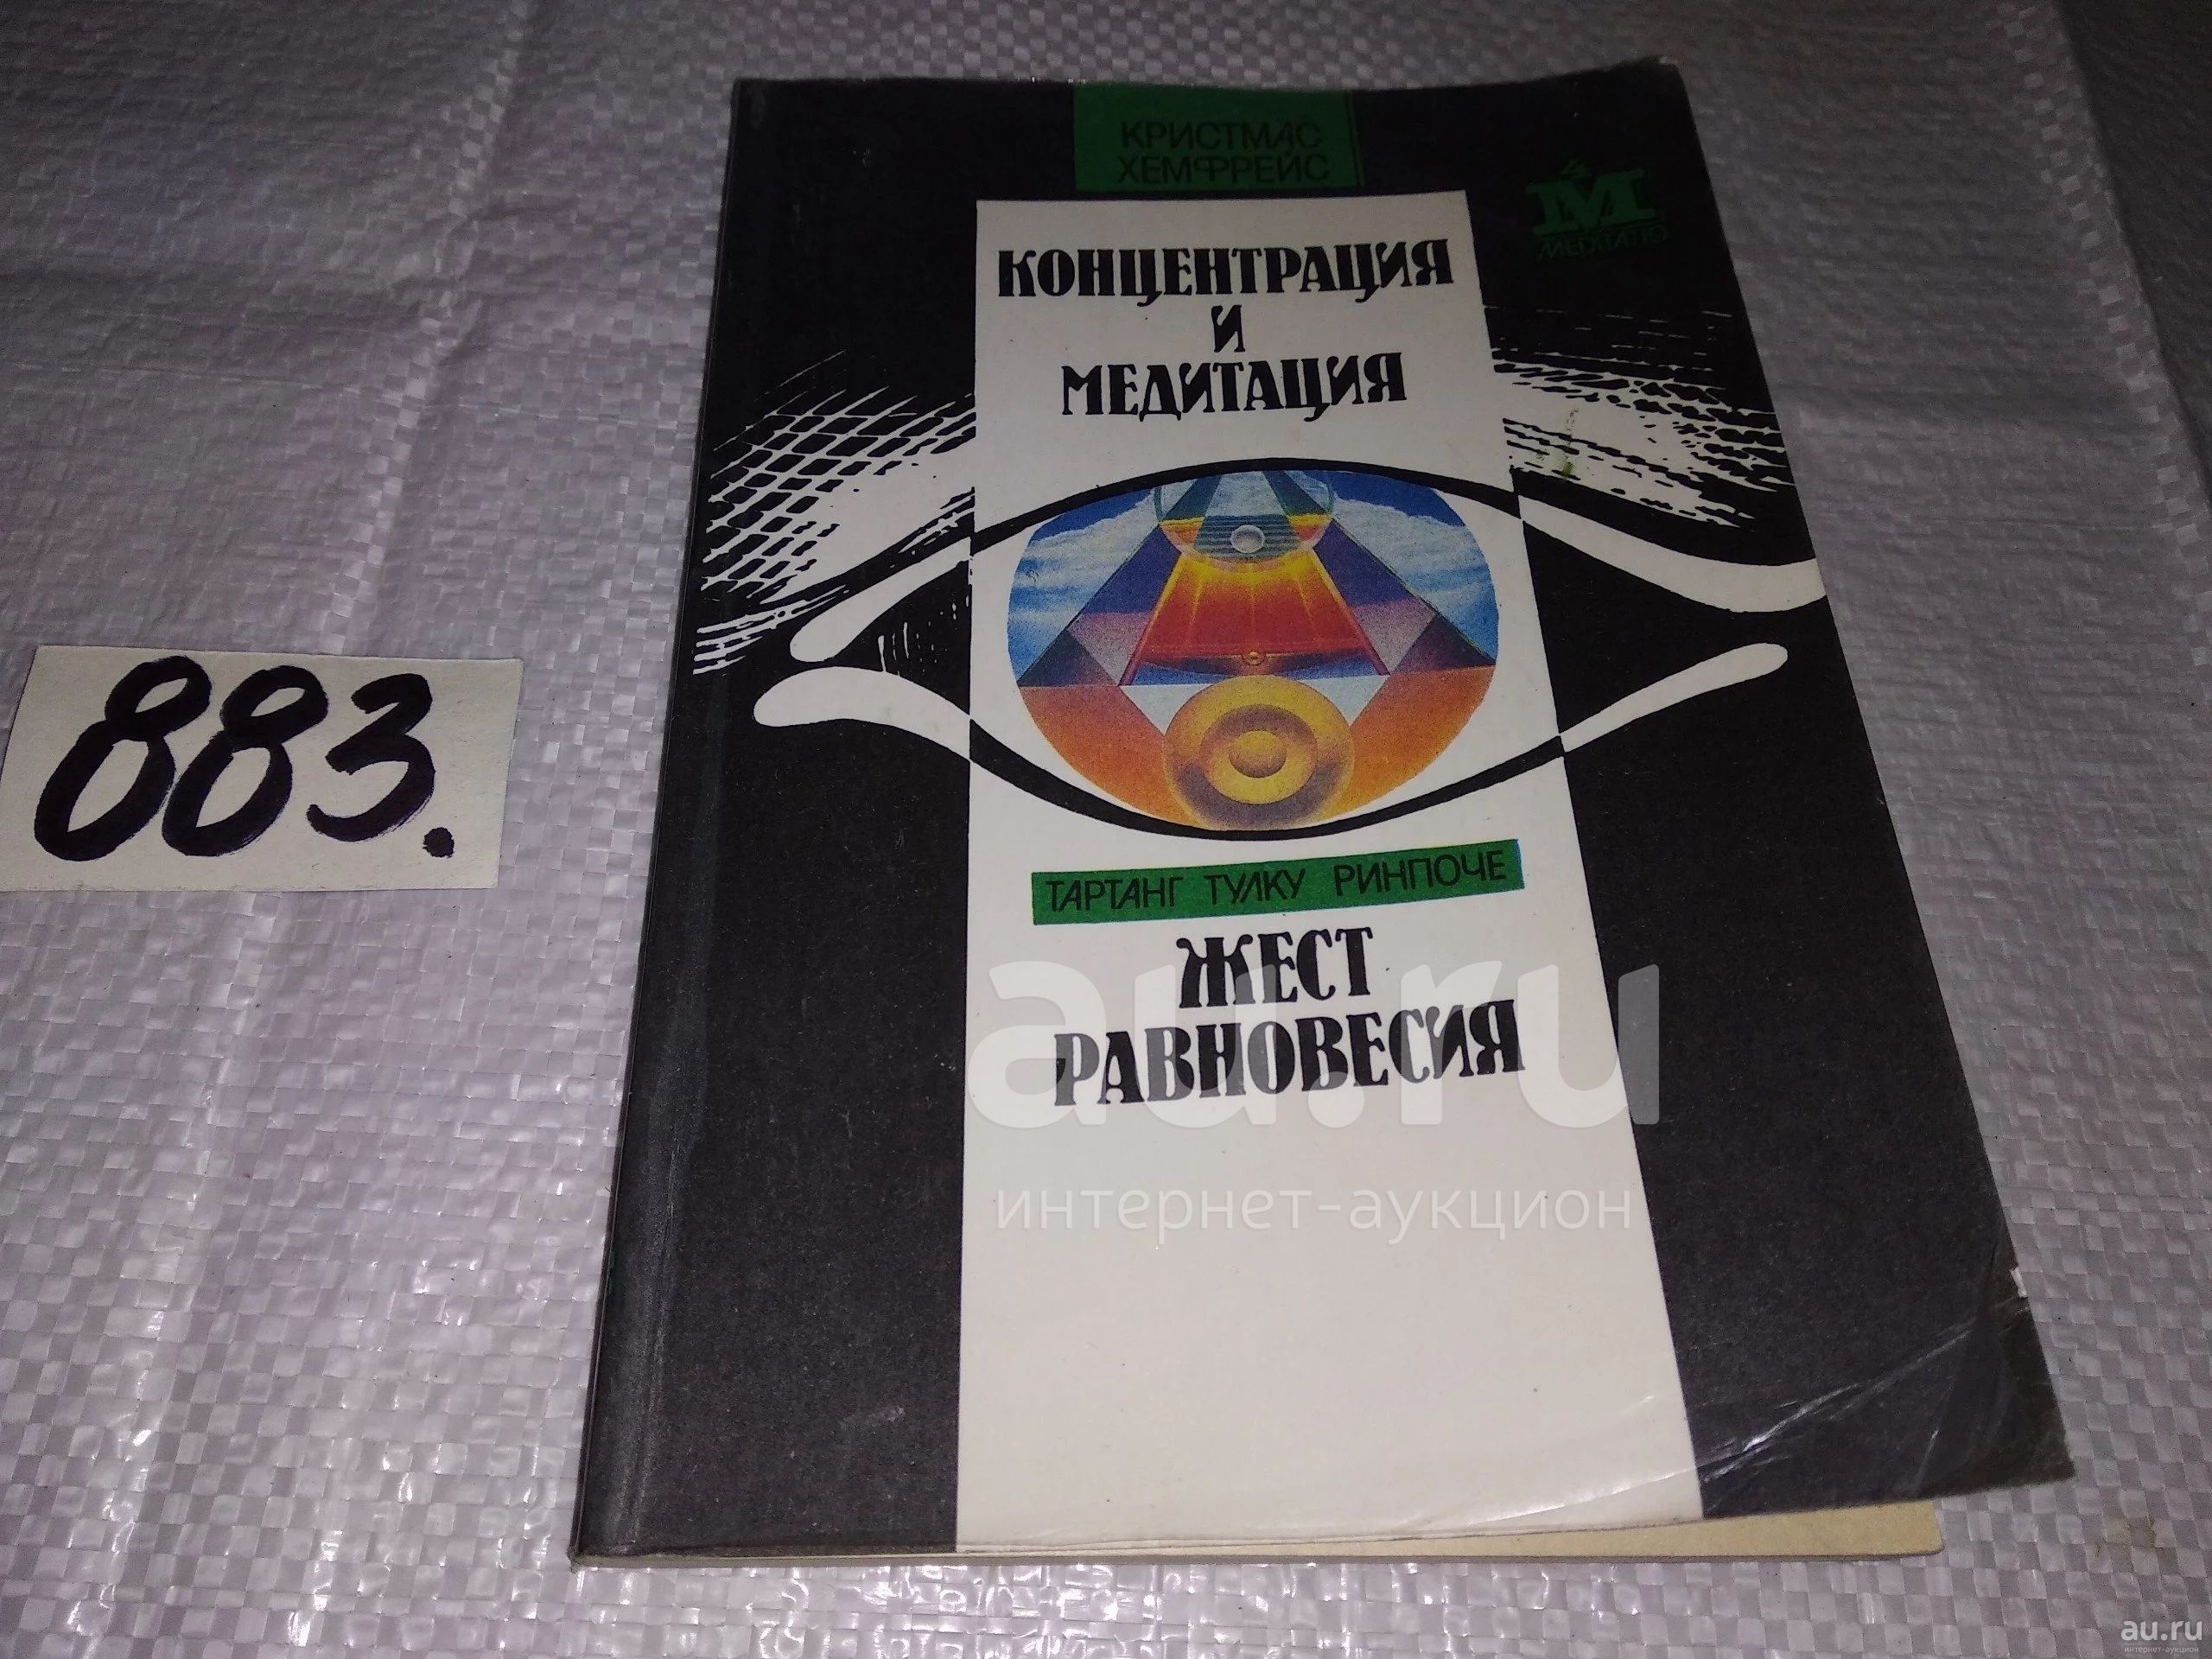 КРИСТМАС
ХЕМФРЕЙС
М
МЕДИТАЦИЯ
КОНЦЕНТРАЦИЯ
И
МЕДИТАЦИЯ
883.
ТАРТАНГ ТУЛКУ РИНПОЧЕ
ЖЕСТ
РАВНОВЕСИЯ
au.ru
интернет-аукцион
au.ru
интернет-аукцион